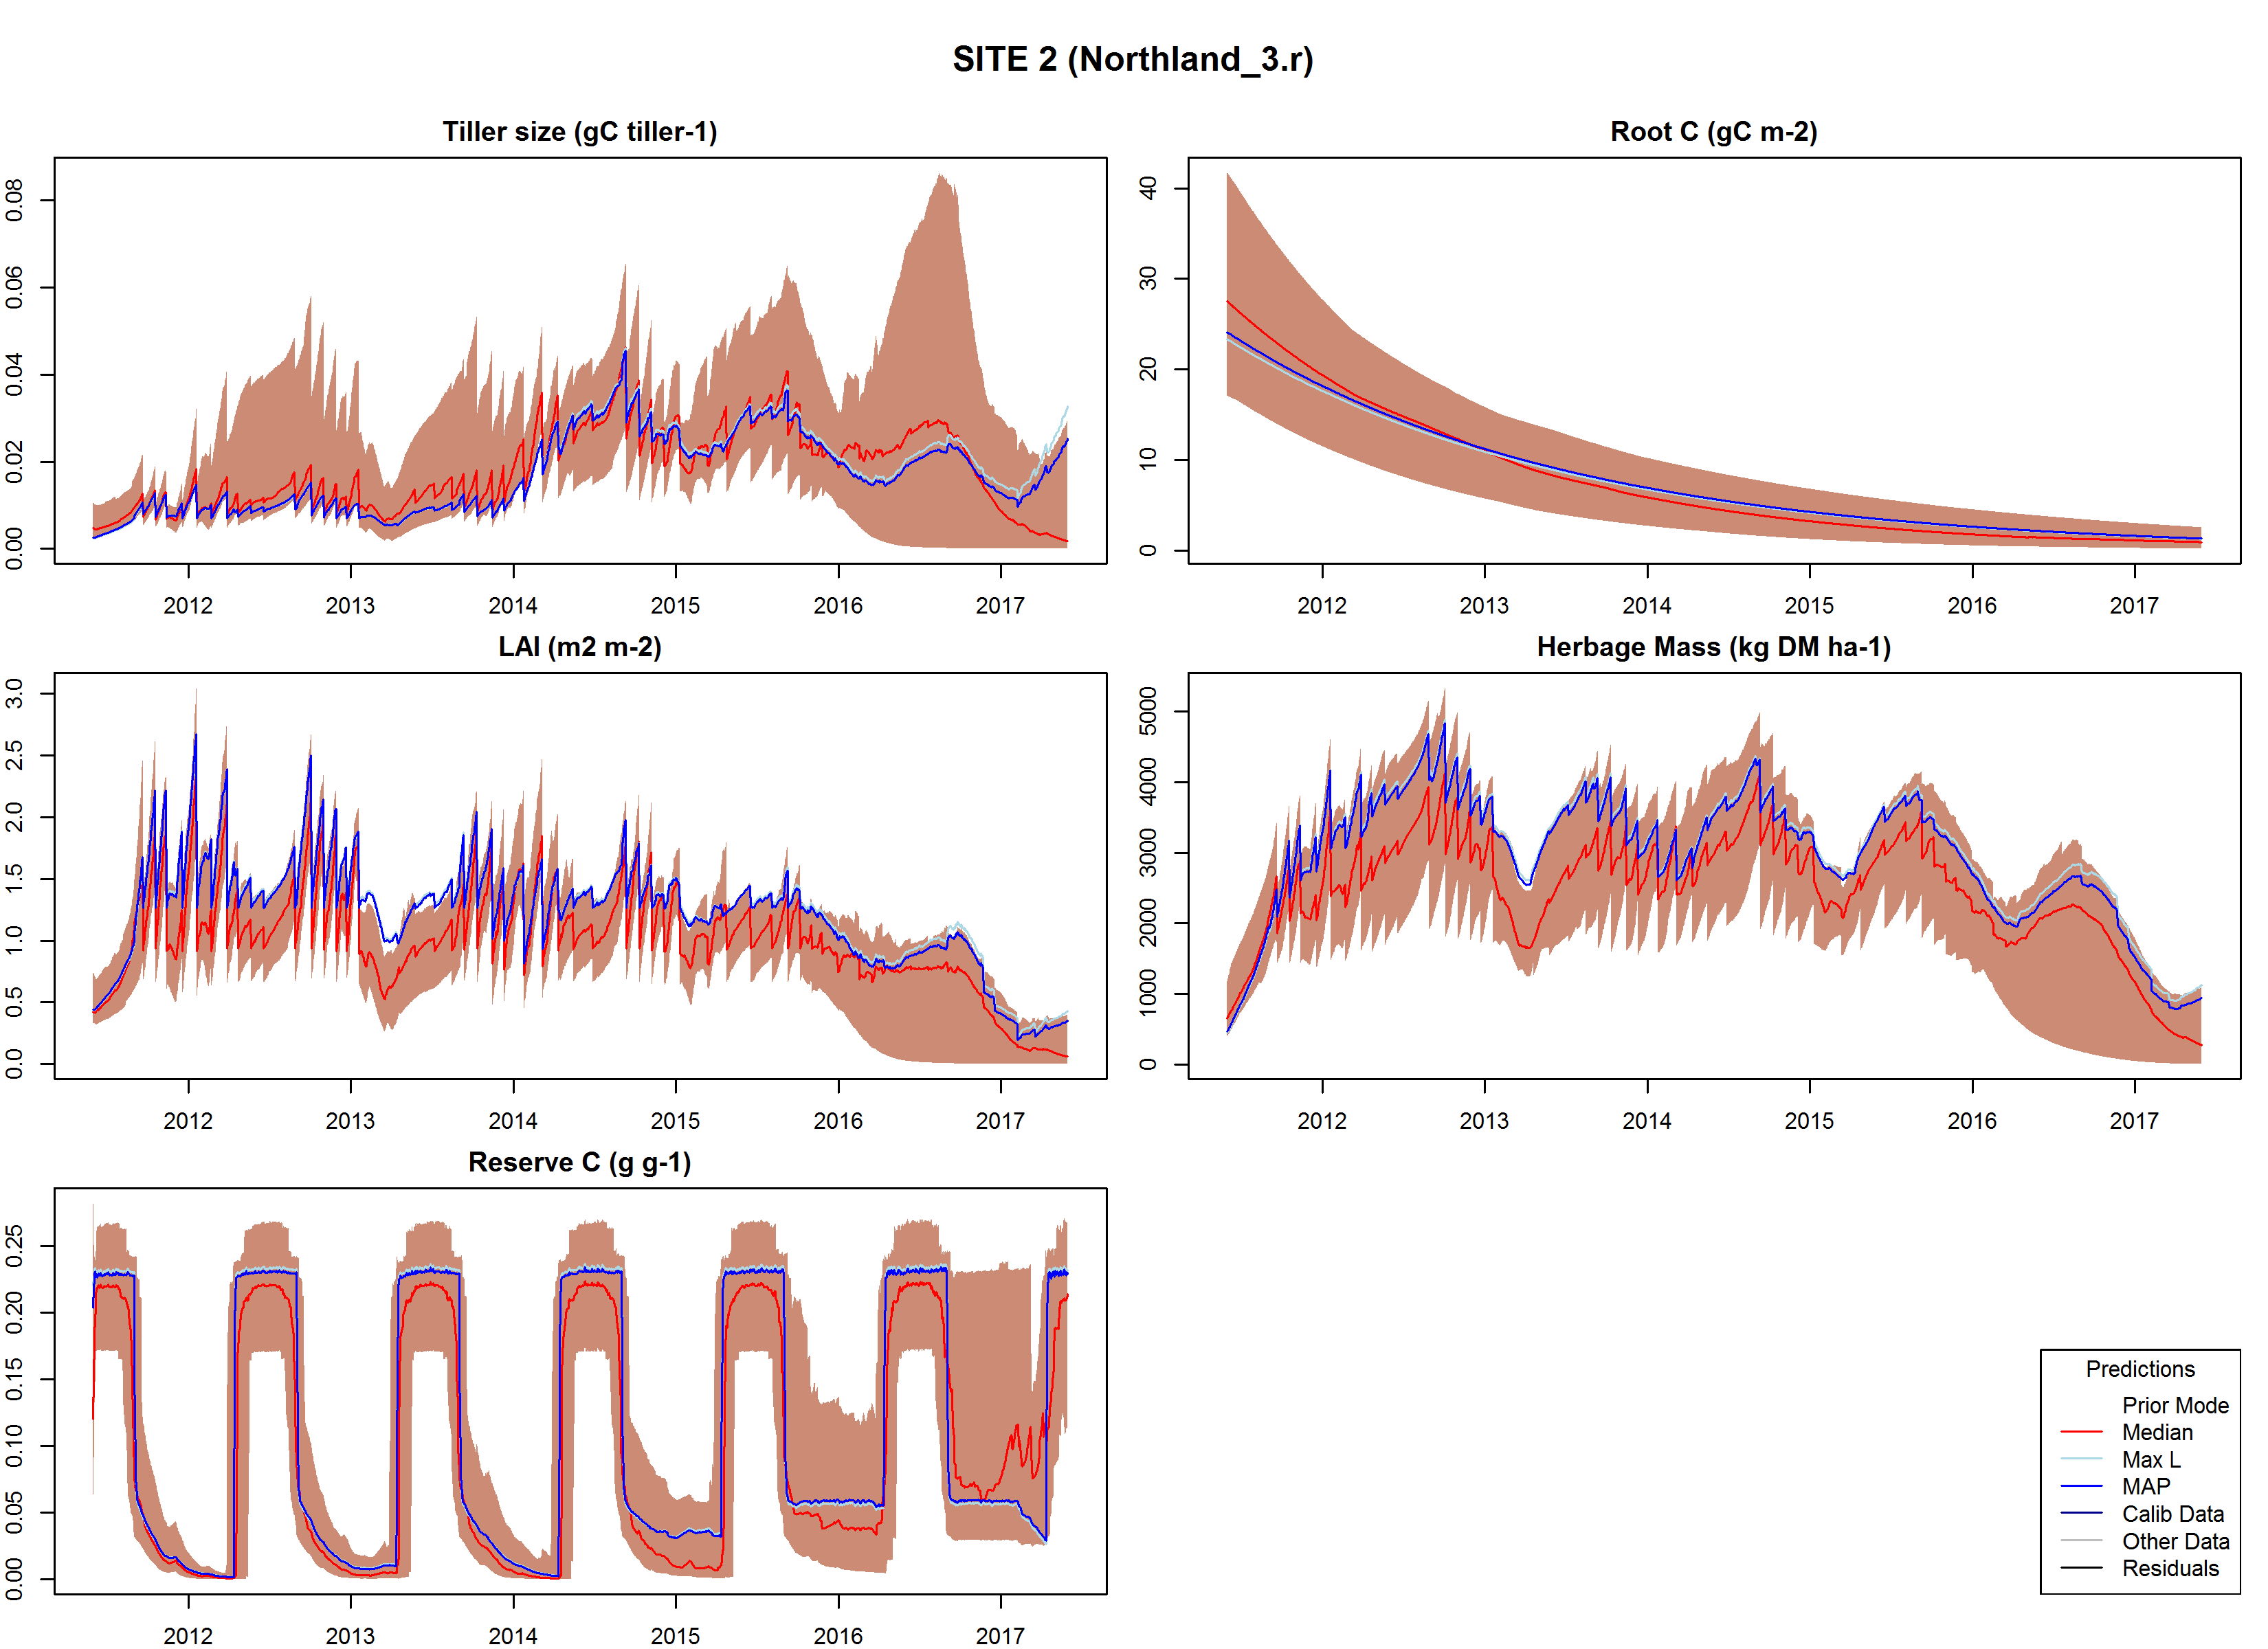 SITE 2 (Northland_3.r)
Tiller size (gC tiller-1)
0.00 0.02 0.04 0.06 0.08
2012 2013 2014 2015 2016 2017
Root C (gC m-2)
0 10 20 30 40
2012 2013 2014 2015 2016 2017
LAI (m2 m-2)
0.0 0.5 1.0 1.5 2.0 2.5 3.0
2012 2013 2014 2015 2016 2017
Herbage Mass (kg DM ha-1)
0 1000 2000 3000 4000 5000
2012 2013 2014 2015 2016 2017
Reserve C (g g-1)
0.00 0.05 0.10 0.15 0.20 0.25
2012 2013 2014 2015 2016 2017
Predictions
Prior Mode
Median
Max L
MAP
Calib Data
Other Data
Residuals